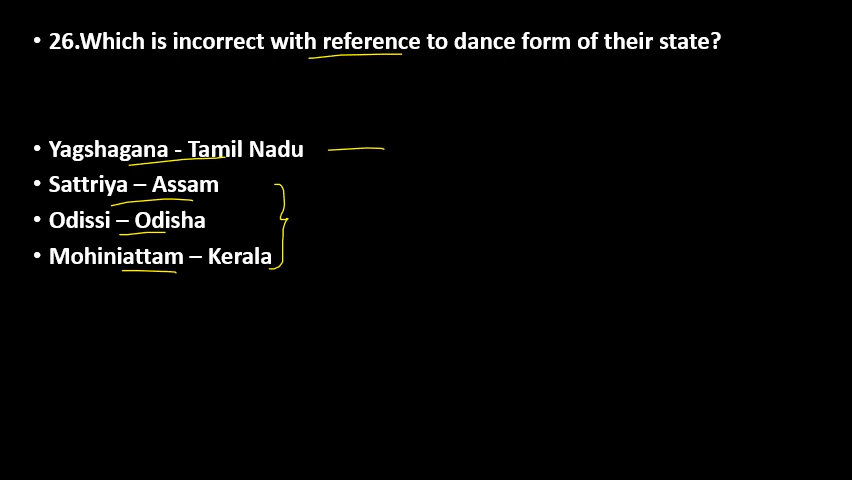 • 26.Which is incorrect with reference to dance form of their state?
• Yagshagana - Tamil Nadu
• Sattriya – Assam
• Odissi – Odisha
• Mohiniattam – Kerala